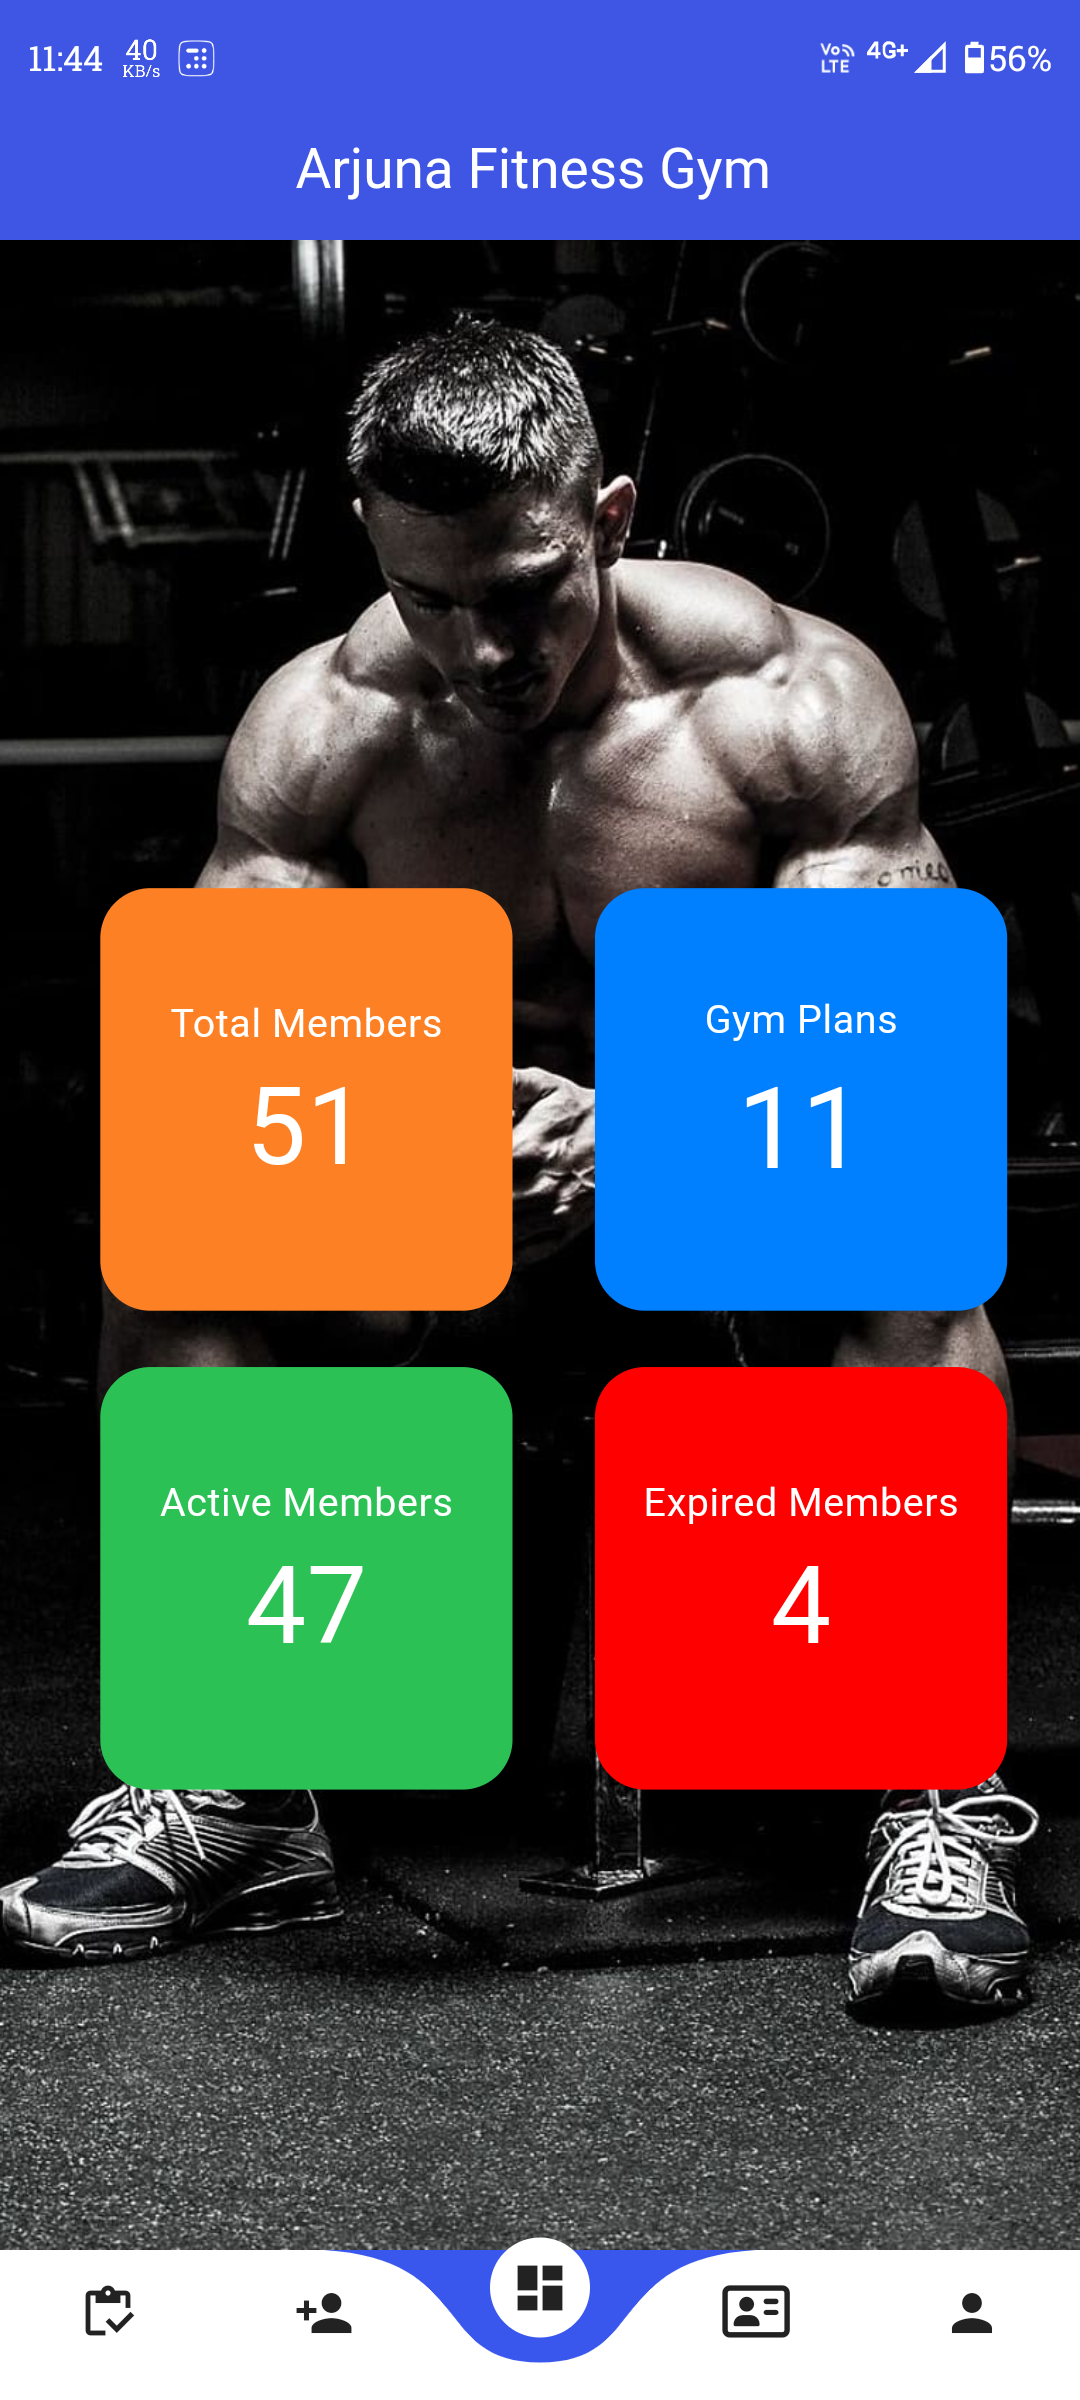 11:44 40 KB/s Vo LTE 4G+ 56%
Arjuna Fitness Gym
Total Members
51
Gym Plans
11
Active Members
47
Expired Members
4